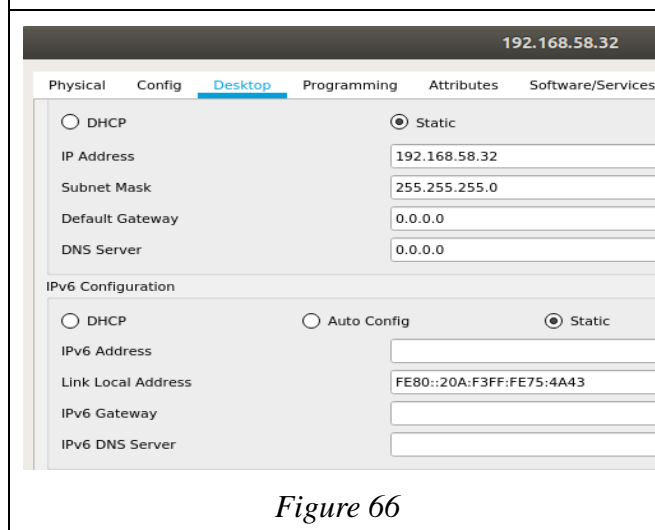 192.168.58.32
Physical Config Desktop Programming Attributes Software/Services
DHCP Static
IP Address 192.168.58.32
Subnet Mask 255.255.255.0
Default Gateway 0.0.0.0
DNS Server 0.0.0.0
IPv6 Configuration
DHCP Auto Config Static
IPv6 Address
Link Local Address FE80::20A:F3FF:FE75:4A43
IPv6 Gateway
IPv6 DNS Server
Figure 66